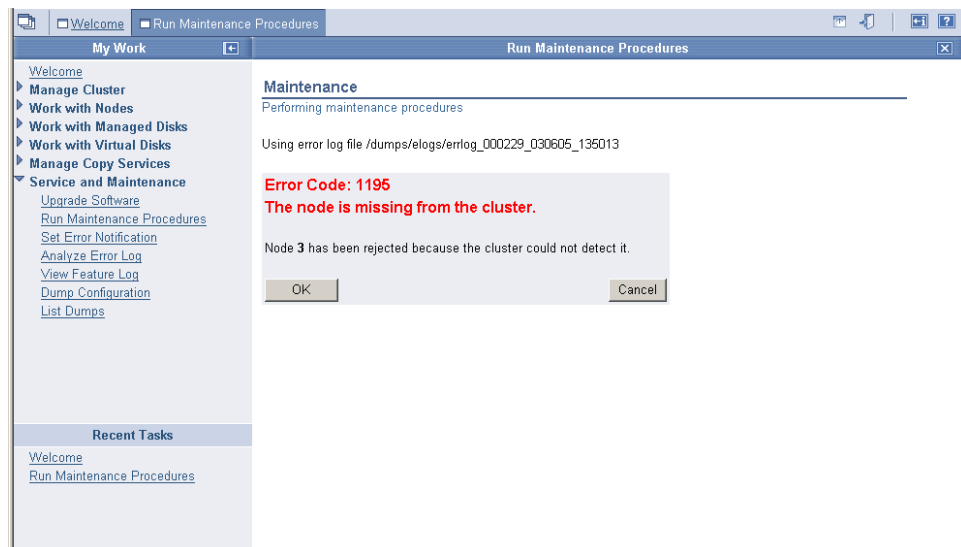 Welcome
Run Maintenance Procedures
My Work
Run Maintenance Procedures
Welcome
Manage Cluster
Work with Nodes
Work with Managed Disks
Work with Virtual Disks
Manage Copy Services
Service and Maintenance
Upgrade Software
Run Maintenance Procedures
Set Error Notification
Analyze Error Log
View Feature Log
Dump Configuration
List Dumps
Recent Tasks
Welcome
Run Maintenance Procedures
Maintenance
Performing maintenance procedures
Using error log file /dumps/elogs/errlog_000229_030605_135013
Error Code: 1195
The node is missing from the cluster.
Node 3 has been rejected because the cluster could not detect it.
OK
Cancel